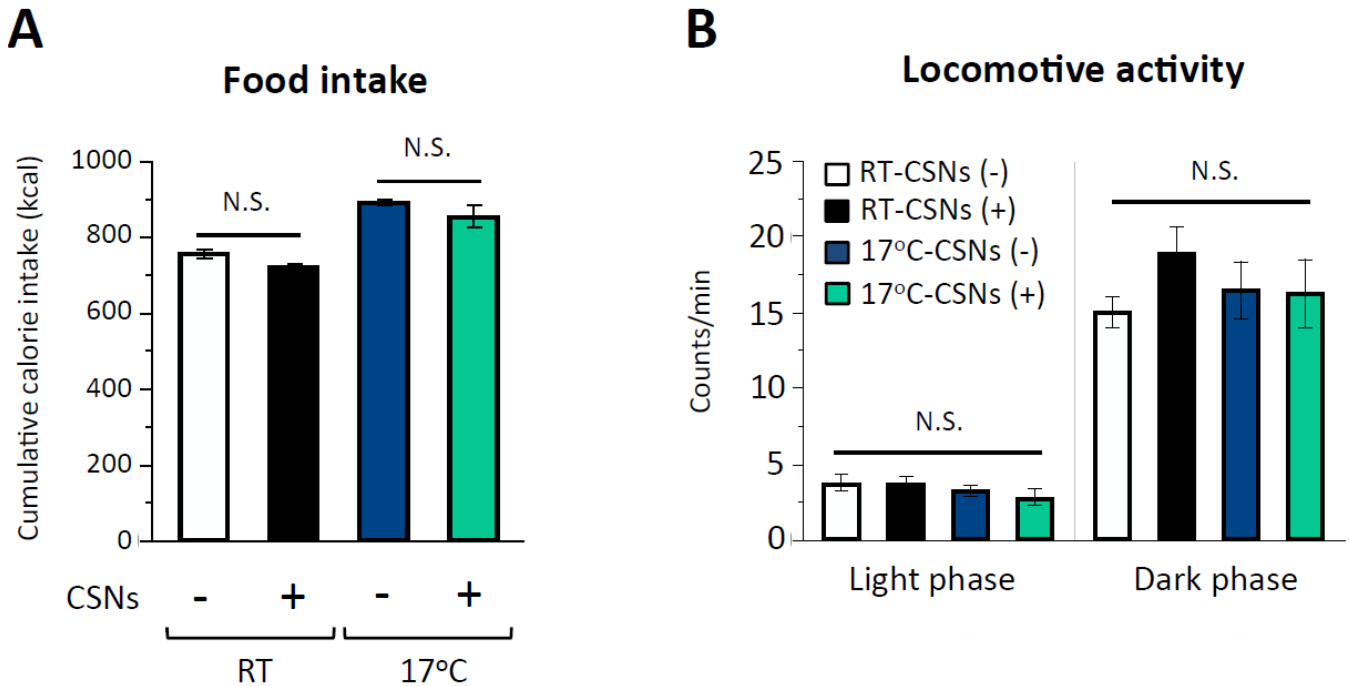 A
Food intake
Cumulative calorie intake (kcal)
1000
800
600
400
200
0
N.S.
N.S.
CSNs - + - +
RT 17°C
B
Locomotive activity
Counts/min
25
20
15
10
5
0
RT-CSNs (-)
RT-CSNs (+)
17°C-CSNs (-)
17°C-CSNs (+)
N.S.
N.S.
Light phase Dark phase